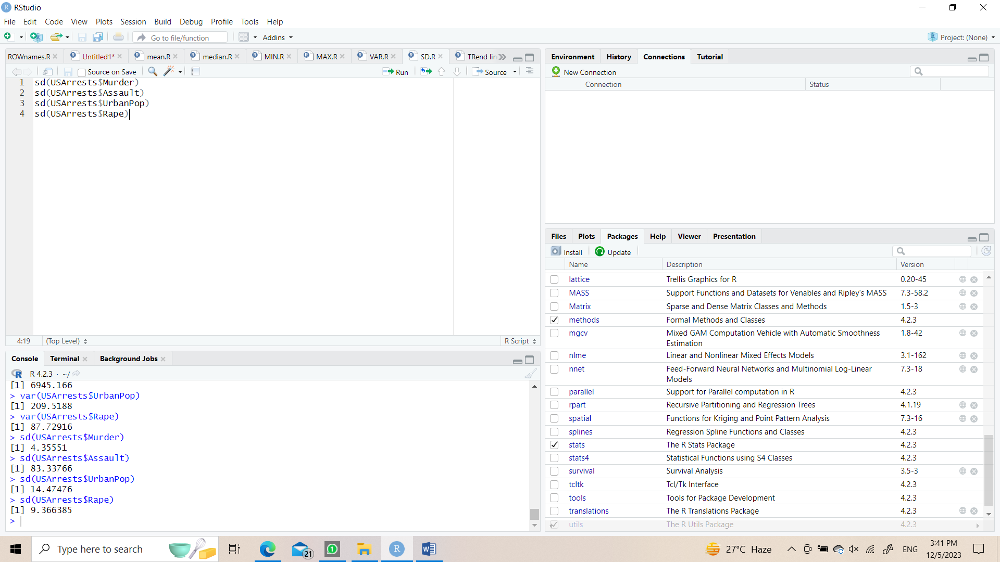 RStudio
File Edit Code View Plots Session Build Debug Profile Tools Help
Go to file/function Addins Project: (None)
ROWnames.R Untitled1* mean.R median.R MIN.R MAX.R VAR.R SD.R TRend lin
Source on Save Run Source
1 sd(USArrests$Murder)
2 sd(USArrests$Assault)
3 sd(USArrests$UrbanPop)
4 sd(USArrests$Rape)
4:19 (Top Level) R Script
Console Terminal Background Jobs
R 4.2.3 · ~/
[1] 6945.166
> var(USArrests$UrbanPop)
[1] 209.5188
> var(USArrests$Rape)
[1] 87.72916
> sd(USArrests$Murder)
[1] 4.35551
> sd(USArrests$Assault)
[1] 83.33766
> sd(USArrests$UrbanPop)
[1] 14.47476
> sd(USArrests$Rape)
[1] 9.366385
>
Environment History Connections Tutorial
New Connection
Connection Status
Files Plots Packages Help Viewer Presentation
Install Update
Name Description Version
lattice Trellis Graphics for R 0.20-45
MASS Support Functions and Datasets for Venables and Ripley's MASS 7.3-58.2
Matrix Sparse and Dense Matrix Classes and Methods 1.5-3
methods Formal Methods and Classes 4.2.3
mgcv Mixed GAM Computation Vehicle with Automatic Smoothness 1.8-42
Estimation
nlme Linear and Nonlinear Mixed Effects Models 3.1-162
nnet Feed-Forward Neural Networks and Multinomial Log-Linear 7.3-18
Models
parallel Support for Parallel computation in R 4.2.3
rpart Recursive Partitioning and Regression Trees 4.1.19
spatial Functions for Kriging and Point Pattern Analysis 7.3-16
splines Regression Spline Functions and Classes 4.2.3
stats The R Stats Package 4.2.3
stats4 Statistical Functions using S4 Classes 4.2.3
survival Survival Analysis 3.5-3
tcltk Tcl/Tk Interface 4.2.3
tools Tools for Package Development 4.2.3
translations The R Translations Package 4.2.3
utils The R Utils Package 4.2.3
Type here to search 21 1 R W 27°C Haze ENG 3:41 PM
12/5/2023